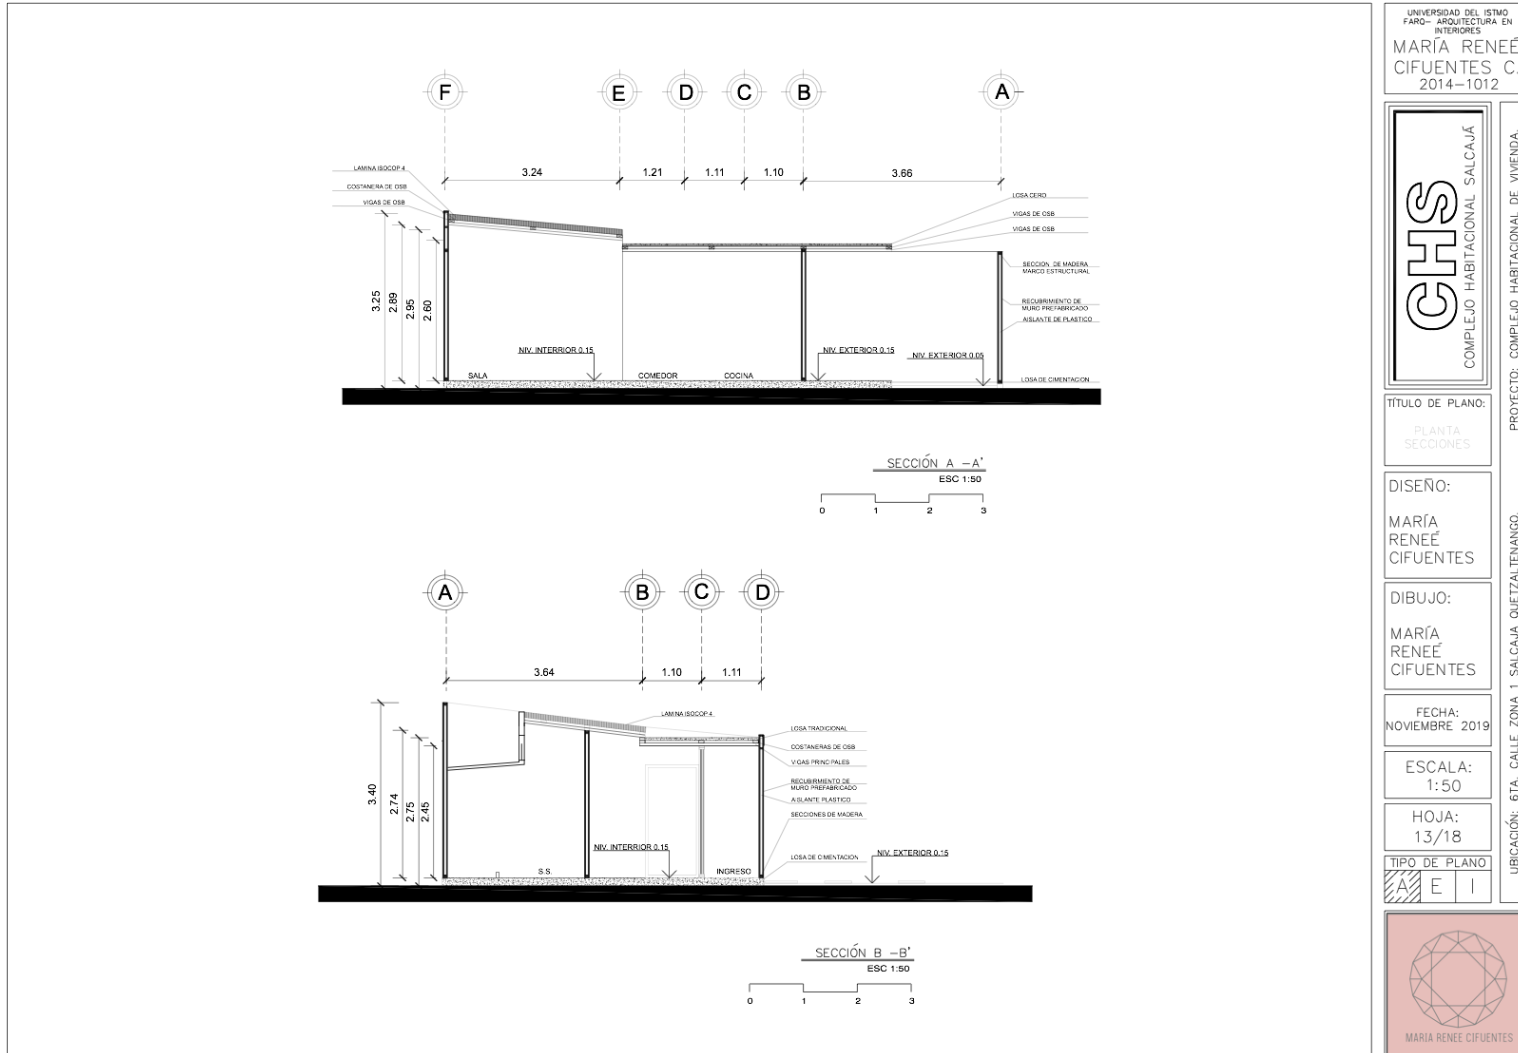 F
E
D
C
B
A
3.24
1.21
1.11
1.10
3.66
LAMINA ISOCOP 4
COSTANERA DE OSB
VIGAS DE OSB
LOSA CERO
VIGAS DE OSB
VIGAS DE OSB
SECCION DE MADERA
MARCO ESTRUCTURAL
RECUBRIMIENTO DE
MURO PREFABRICADO
AISLANTE DE PLASTICO
LOSA DE CIMENTACION
3.25
2.89
2.95
2.60
NIV. INTERRIOR 0.15
NIV. EXTERIOR 0.15
NIV. EXTERIOR 0.05
SALA
COMEDOR
COCINA
SECCIÓN A -A'
ESC 1:50
0
1
2
3
A
B
C
D
3.64
1.10
1.11
LAMINA ISOCOP 4
LOSA TRADICIONAL
COSTANERAS DE OSB
VIGAS PRINCIPALES
RECUBIRMIENTO DE
MURO PREFABRICADO
AISLANTE PLASTICO
SECCIONES DE MADERA
LOSA DE CIMENTACION
3.40
2.74
2.75
2.45
NIV. INTERRIOR 0.15
NIV. EXTERIOR 0.15
S.S.
INGRESO
SECCIÓN B -B'
ESC 1:50
0
1
2
3
UNIVERSIDAD DEL ISTMO
FARQ- ARQUITECTURA EN
INTERIORES
MARÍA RENEÉ
CIFUENTES C.
2014-1012
CHS
COMPLEJO HABITACIONAL SALCAJÁ
PROYECTO: COMPLEJO HABITACIONAL DE VIVIENDA.
UBICACIÓN: 6TA. CALLE ZONA 1 SALCAJA QUETZALTENANGO.
TÍTULO DE PLANO:
PLANTA
SECCIONES
DISEÑO:
MARÍA
RENEÉ
CIFUENTES
DIBUJO:
MARÍA
RENEÉ
CIFUENTES
FECHA:
NOVIEMBRE 2019
ESCALA:
1:50
HOJA:
13/18
TIPO DE PLANO
A E I
MARIA RENEE CIFUENTES